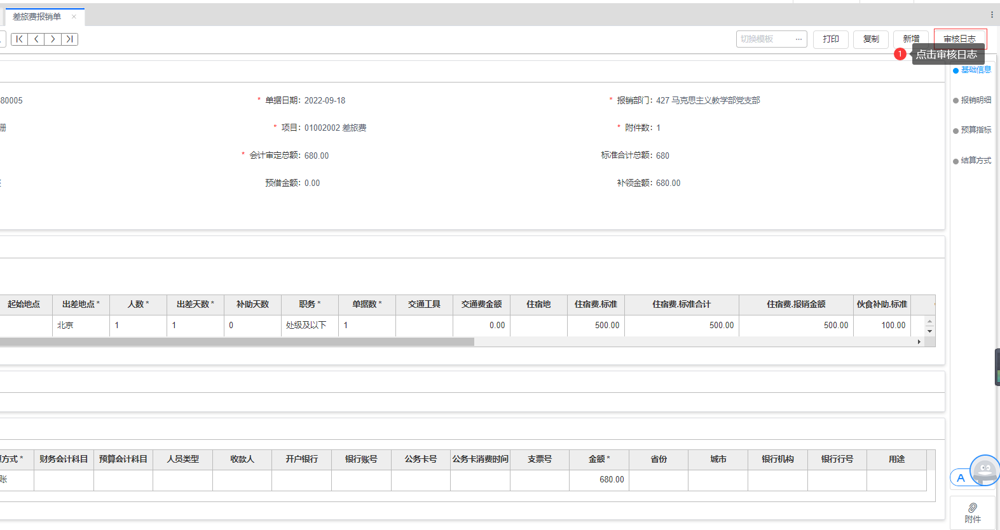 差旅费报销单 ×
切换模板 ··· 打印 复制 新增 审核日志
1 点击审核日志
基础信息
80005 * 单据日期: 2022-09-18 * 报销部门: 427 马克思主义教学部党支部
报销明细
* 项目: 01002002 差旅费 * 附件数: 1
预算指标
* 会计审定总额: 680.00 标准合计总额: 680
结算方式
预借金额: 0.00 补领金额: 680.00
起始地点 出差地点* 人数* 出差天数* 补助天数 职务* 单据数* 交通工具 交通费金额 住宿地 住宿费.标准 住宿费.标准合计 住宿费.报销金额 伙食补助.标准
北京 1 1 0 处级及以下 1 0.00 500.00 500.00 500.00 100.00
方式* 财务会计科目 预算会计科目 人员类型 收款人 开户银行 银行账号 公务卡号 公务卡消费时间 支票号 金额* 省份 城市 银行机构 银行行号 用途
账 680.00
A
附件